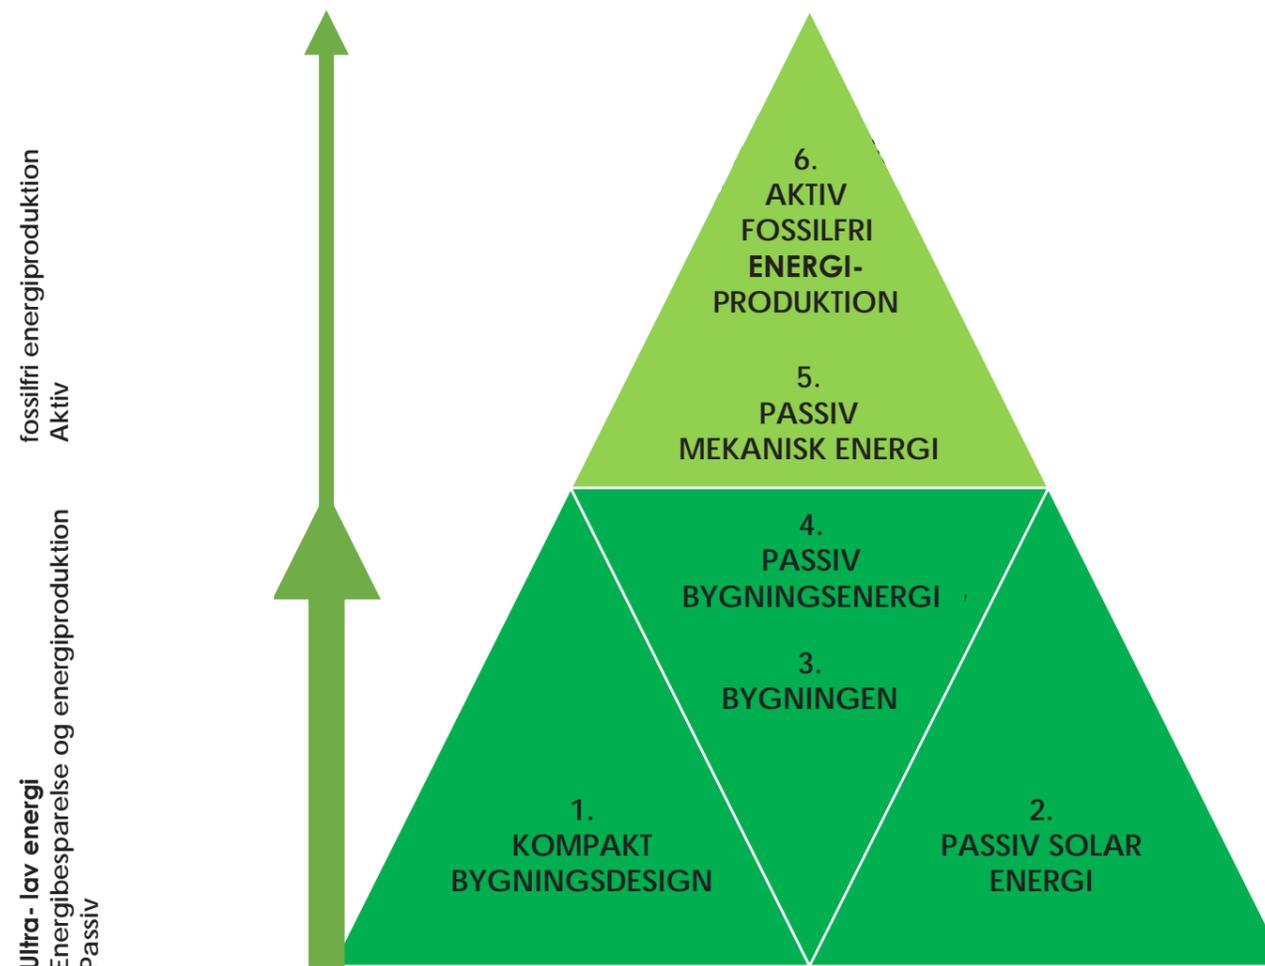 fossilfri energiproduktion
Aktiv
Ultra- lav energi
Energibesparelse og energiproduktion
Passiv
6.
AKTIV
FOSSILFRI
ENERGI-
PRODUKTION
5.
PASSIV
MEKANISK ENERGI
4.
PASSIV
BYGNINGSENERGI
3.
BYGNINGEN
1.
KOMPAKT
BYGNINGSDESIGN
2.
PASSIV SOLAR
ENERGI